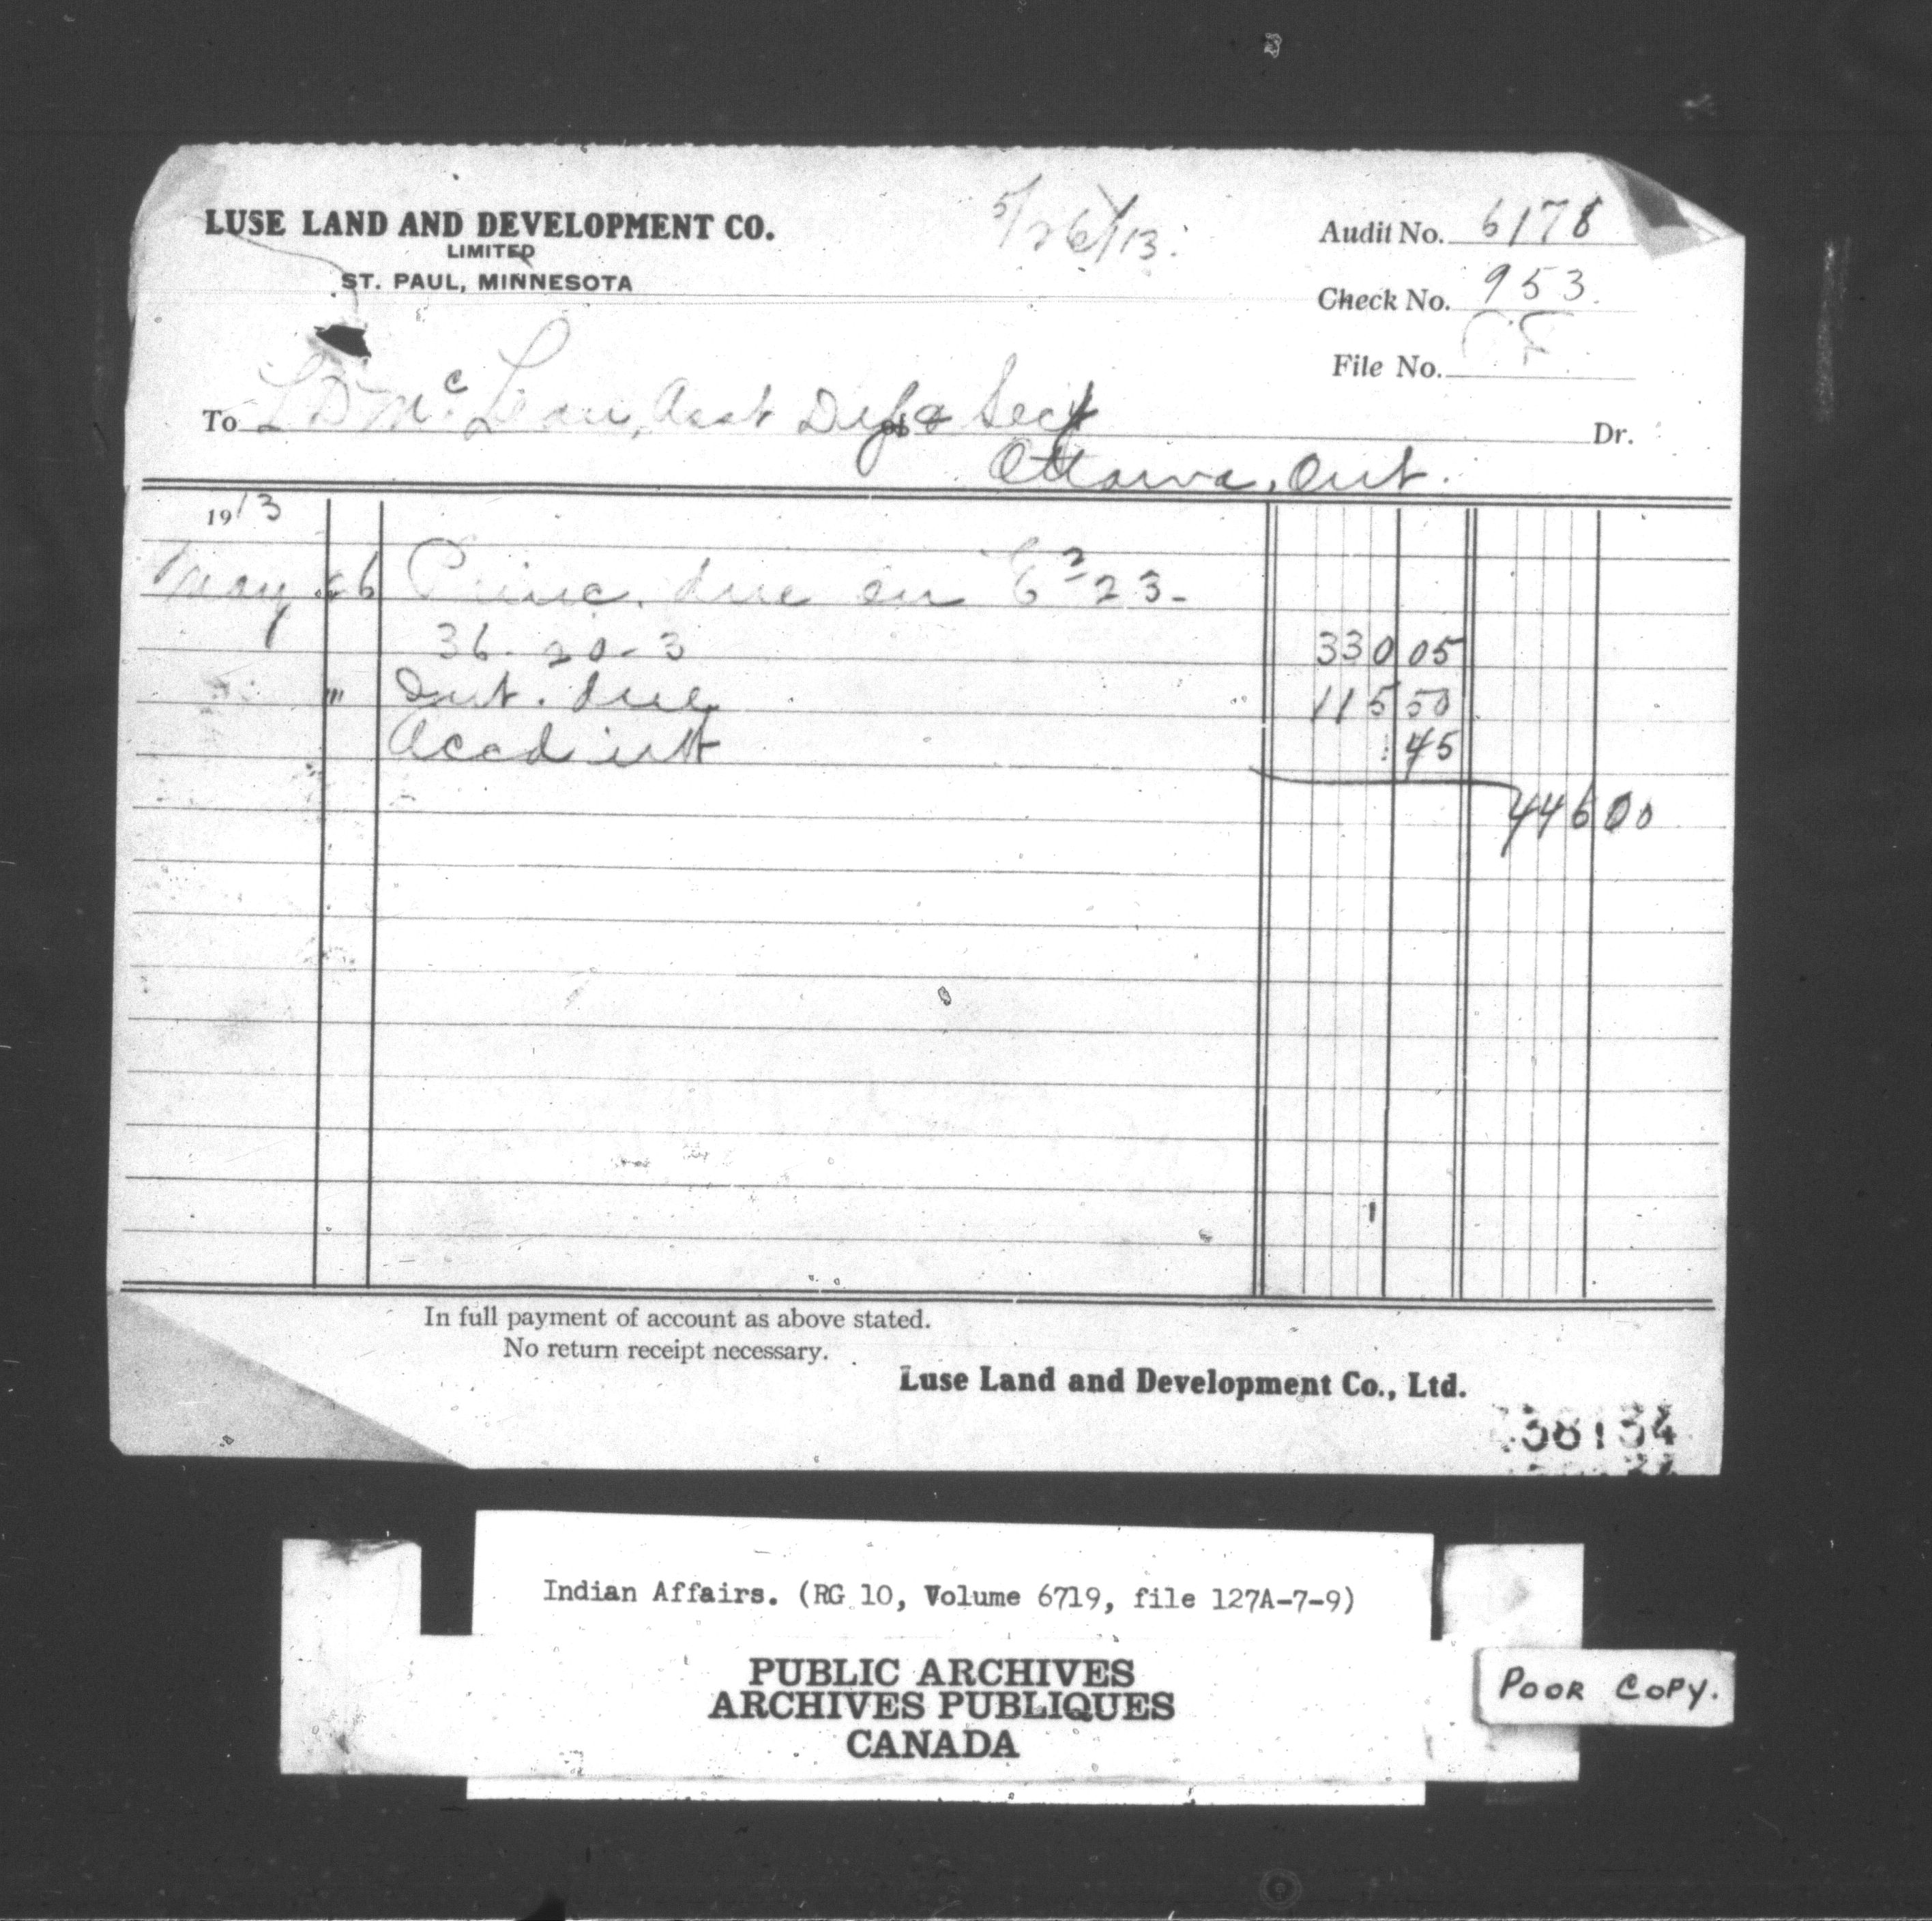 LUSE LAND AND DEVELOPMENT CO.
LIMITED
ST. PAUL, MINNESOTA
5/26/13.
Audit No. 6178
Check No. 953
File No.
To McLean, Asst Secy Dr.
Ottawa, Ont.
1913
May 26 Princ. due on 23-
36-20-3 330 05
" Int. due 115 50
Accd intt 45
446 00
In full payment of account as above stated.
No return receipt necessary.
Luse Land and Development Co., Ltd.
38134
Indian Affairs. (RG 10, Volume 6719, file 127A-7-9)
PUBLIC ARCHIVES
ARCHIVES PUBLIQUES
CANADA
POOR COPY.